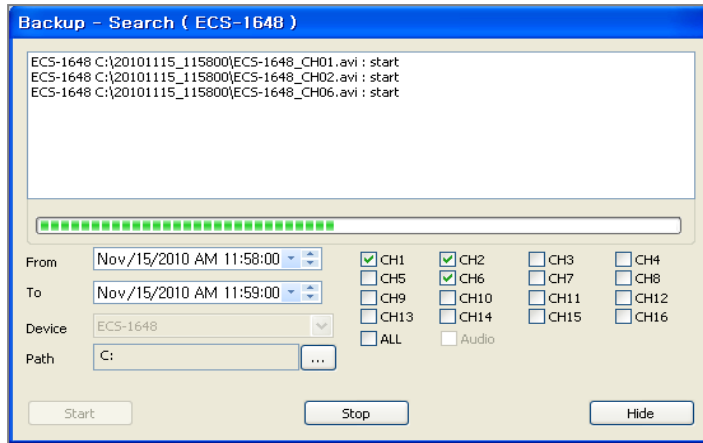 Backup - Search ( ECS-1648 )
ECS-1648 C:\20101115_115800\ECS-1648_CH01.avi : start
ECS-1648 C:\20101115_115800\ECS-1648_CH02.avi : start
ECS-1648 C:\20101115_115800\ECS-1648_CH06.avi : start
From Nov/15/2010 AM 11:58:00 CH1 CH2 CH3 CH4
CH5 CH6 CH7 CH8
To Nov/15/2010 AM 11:59:00 CH9 CH10 CH11 CH12
Device ECS-1648 CH13 CH14 CH15 CH16
ALL Audio
Path C: ...
Start Stop Hide